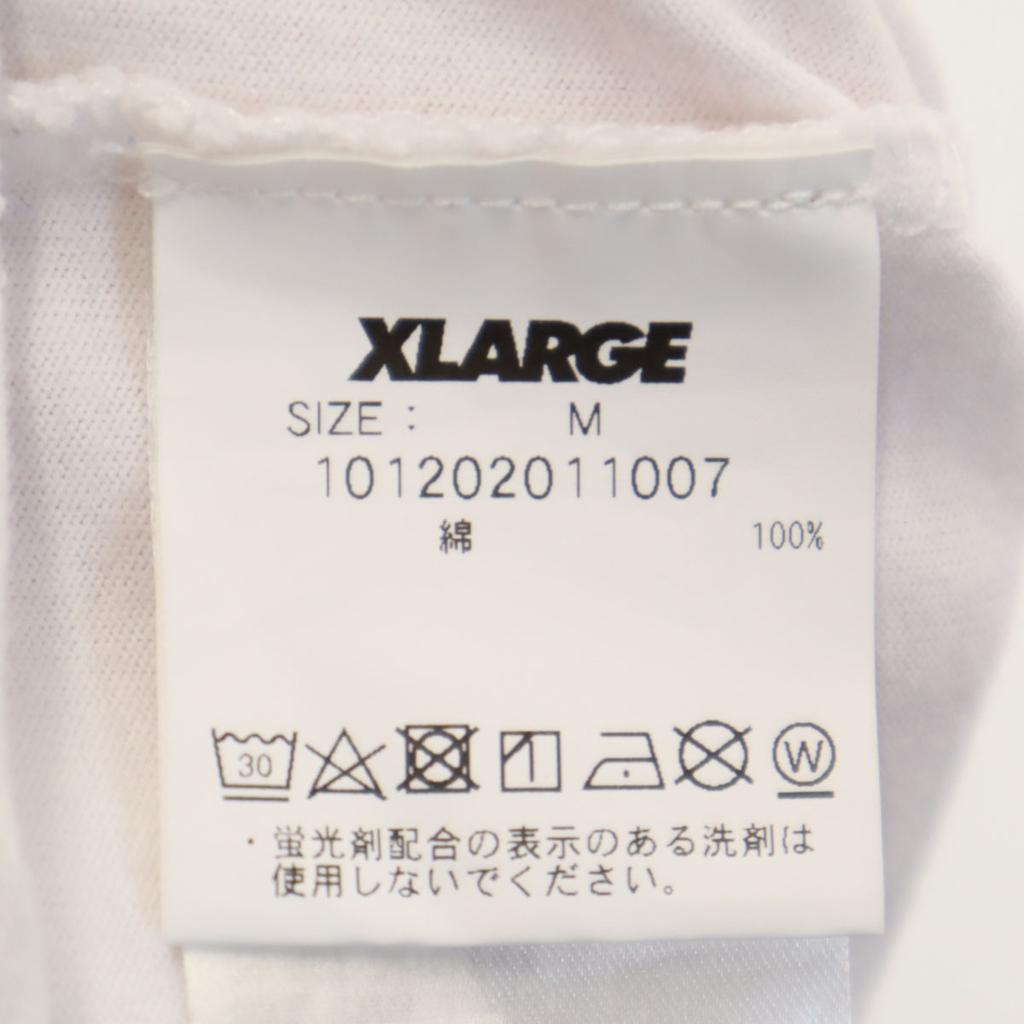 XLARGE
SIZE : M
101202011007
綿 100%
30 W
・蛍光剤配合の表示のある洗剤は
使用しないでください。